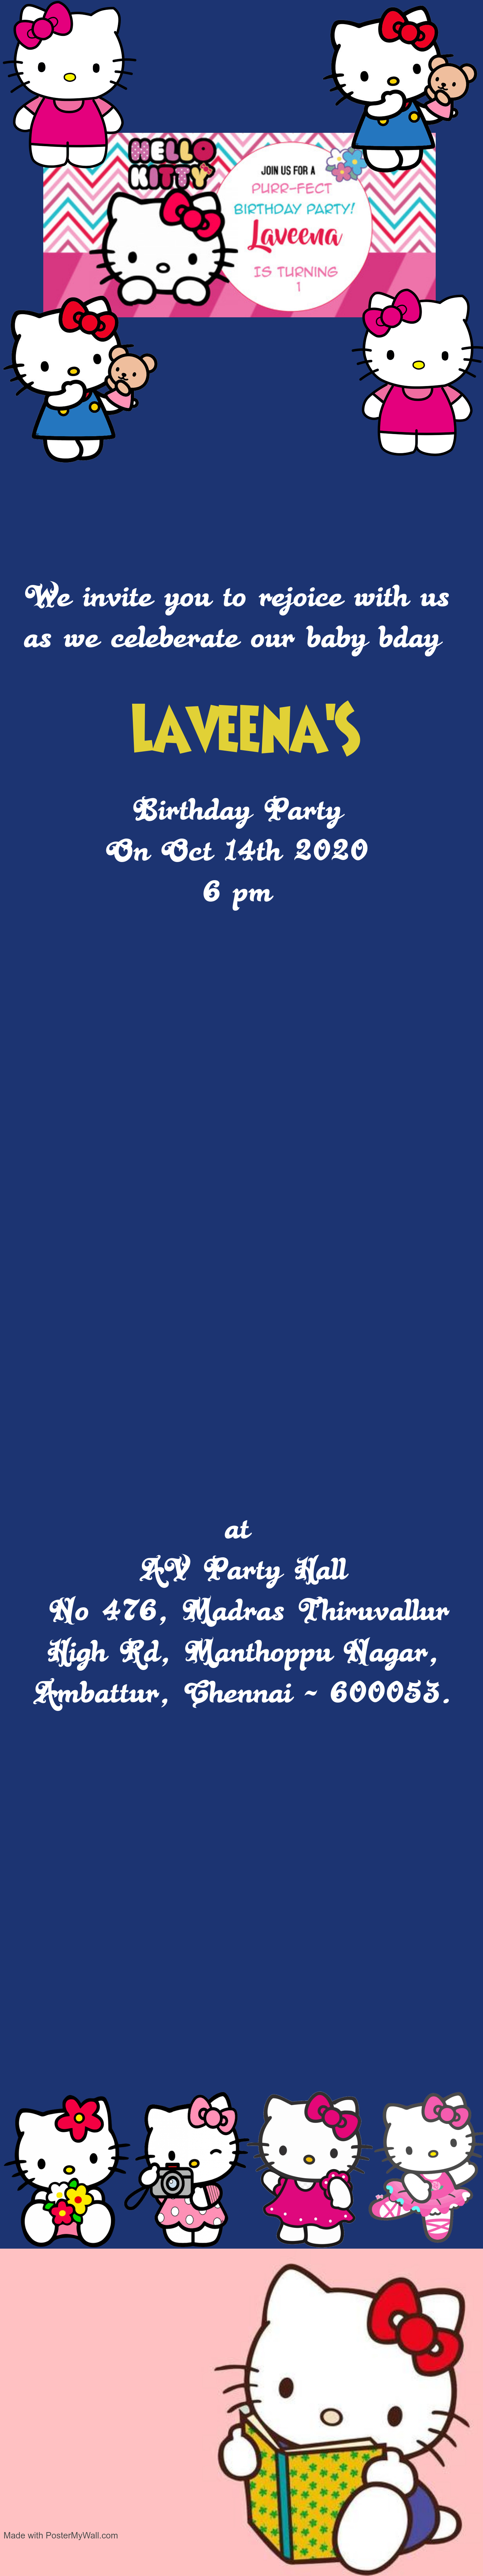 HELLO
KITTY
JOIN US FOR A
PURR-FECT
BIRTHDAY PARTY!
Laveena
IS TURNING
1
We invite you to rejoice with us
as we celeberate our baby bday
LAVEENA'S
Birthday Party
On Oct 14th 2020
6 pm
at
AV Party Hall
No 476, Madras Thiruvallur
High Rd, Manthoppu Nagar,
Ambattur, Chennai - 600053.
Made with PosterMyWall.com